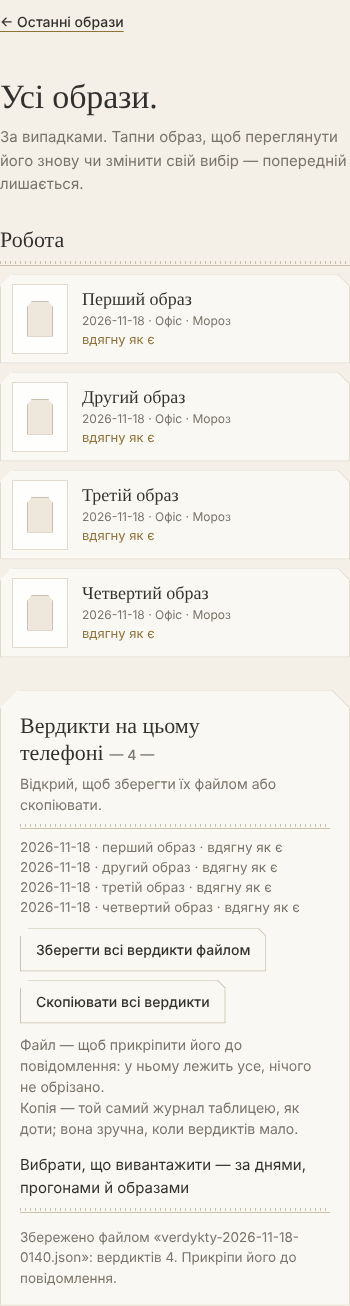 ← Останні образи
Усі образи.
За випадками. Тапни образ, щоб переглянути
його знову чи змінити свій вибір — попередній
лишається.
Робота
Перший образ
2026-11-18 · Офіс · Мороз
вдягну як є
Другий образ
2026-11-18 · Офіс · Мороз
вдягну як є
Третій образ
2026-11-18 · Офіс · Мороз
вдягну як є
Четвертий образ
2026-11-18 · Офіс · Мороз
вдягну як є
Вердикти на цьому
телефоні — 4 —
Відкрий, щоб зберегти їх файлом або
скопіювати.
2026-11-18 · перший образ · вдягну як є
2026-11-18 · другий образ · вдягну як є
2026-11-18 · третій образ · вдягну як є
2026-11-18 · четвертий образ · вдягну як є
Зберегти всі вердикти файлом
Скопіювати всі вердикти
Файл — щоб прикріпити його до
повідомлення: у ньому лежить усе, нічого
не обрізано.
Копія — той самий журнал таблицею, як
доти; вона зручна, коли вердиктів мало.
Вибрати, що вивантажити — за днями,
прогонами й образами
Збережено файлом «verdykty-2026-11-18-
0140.json»: вердиктів 4. Прикріпи його до
повідомлення.